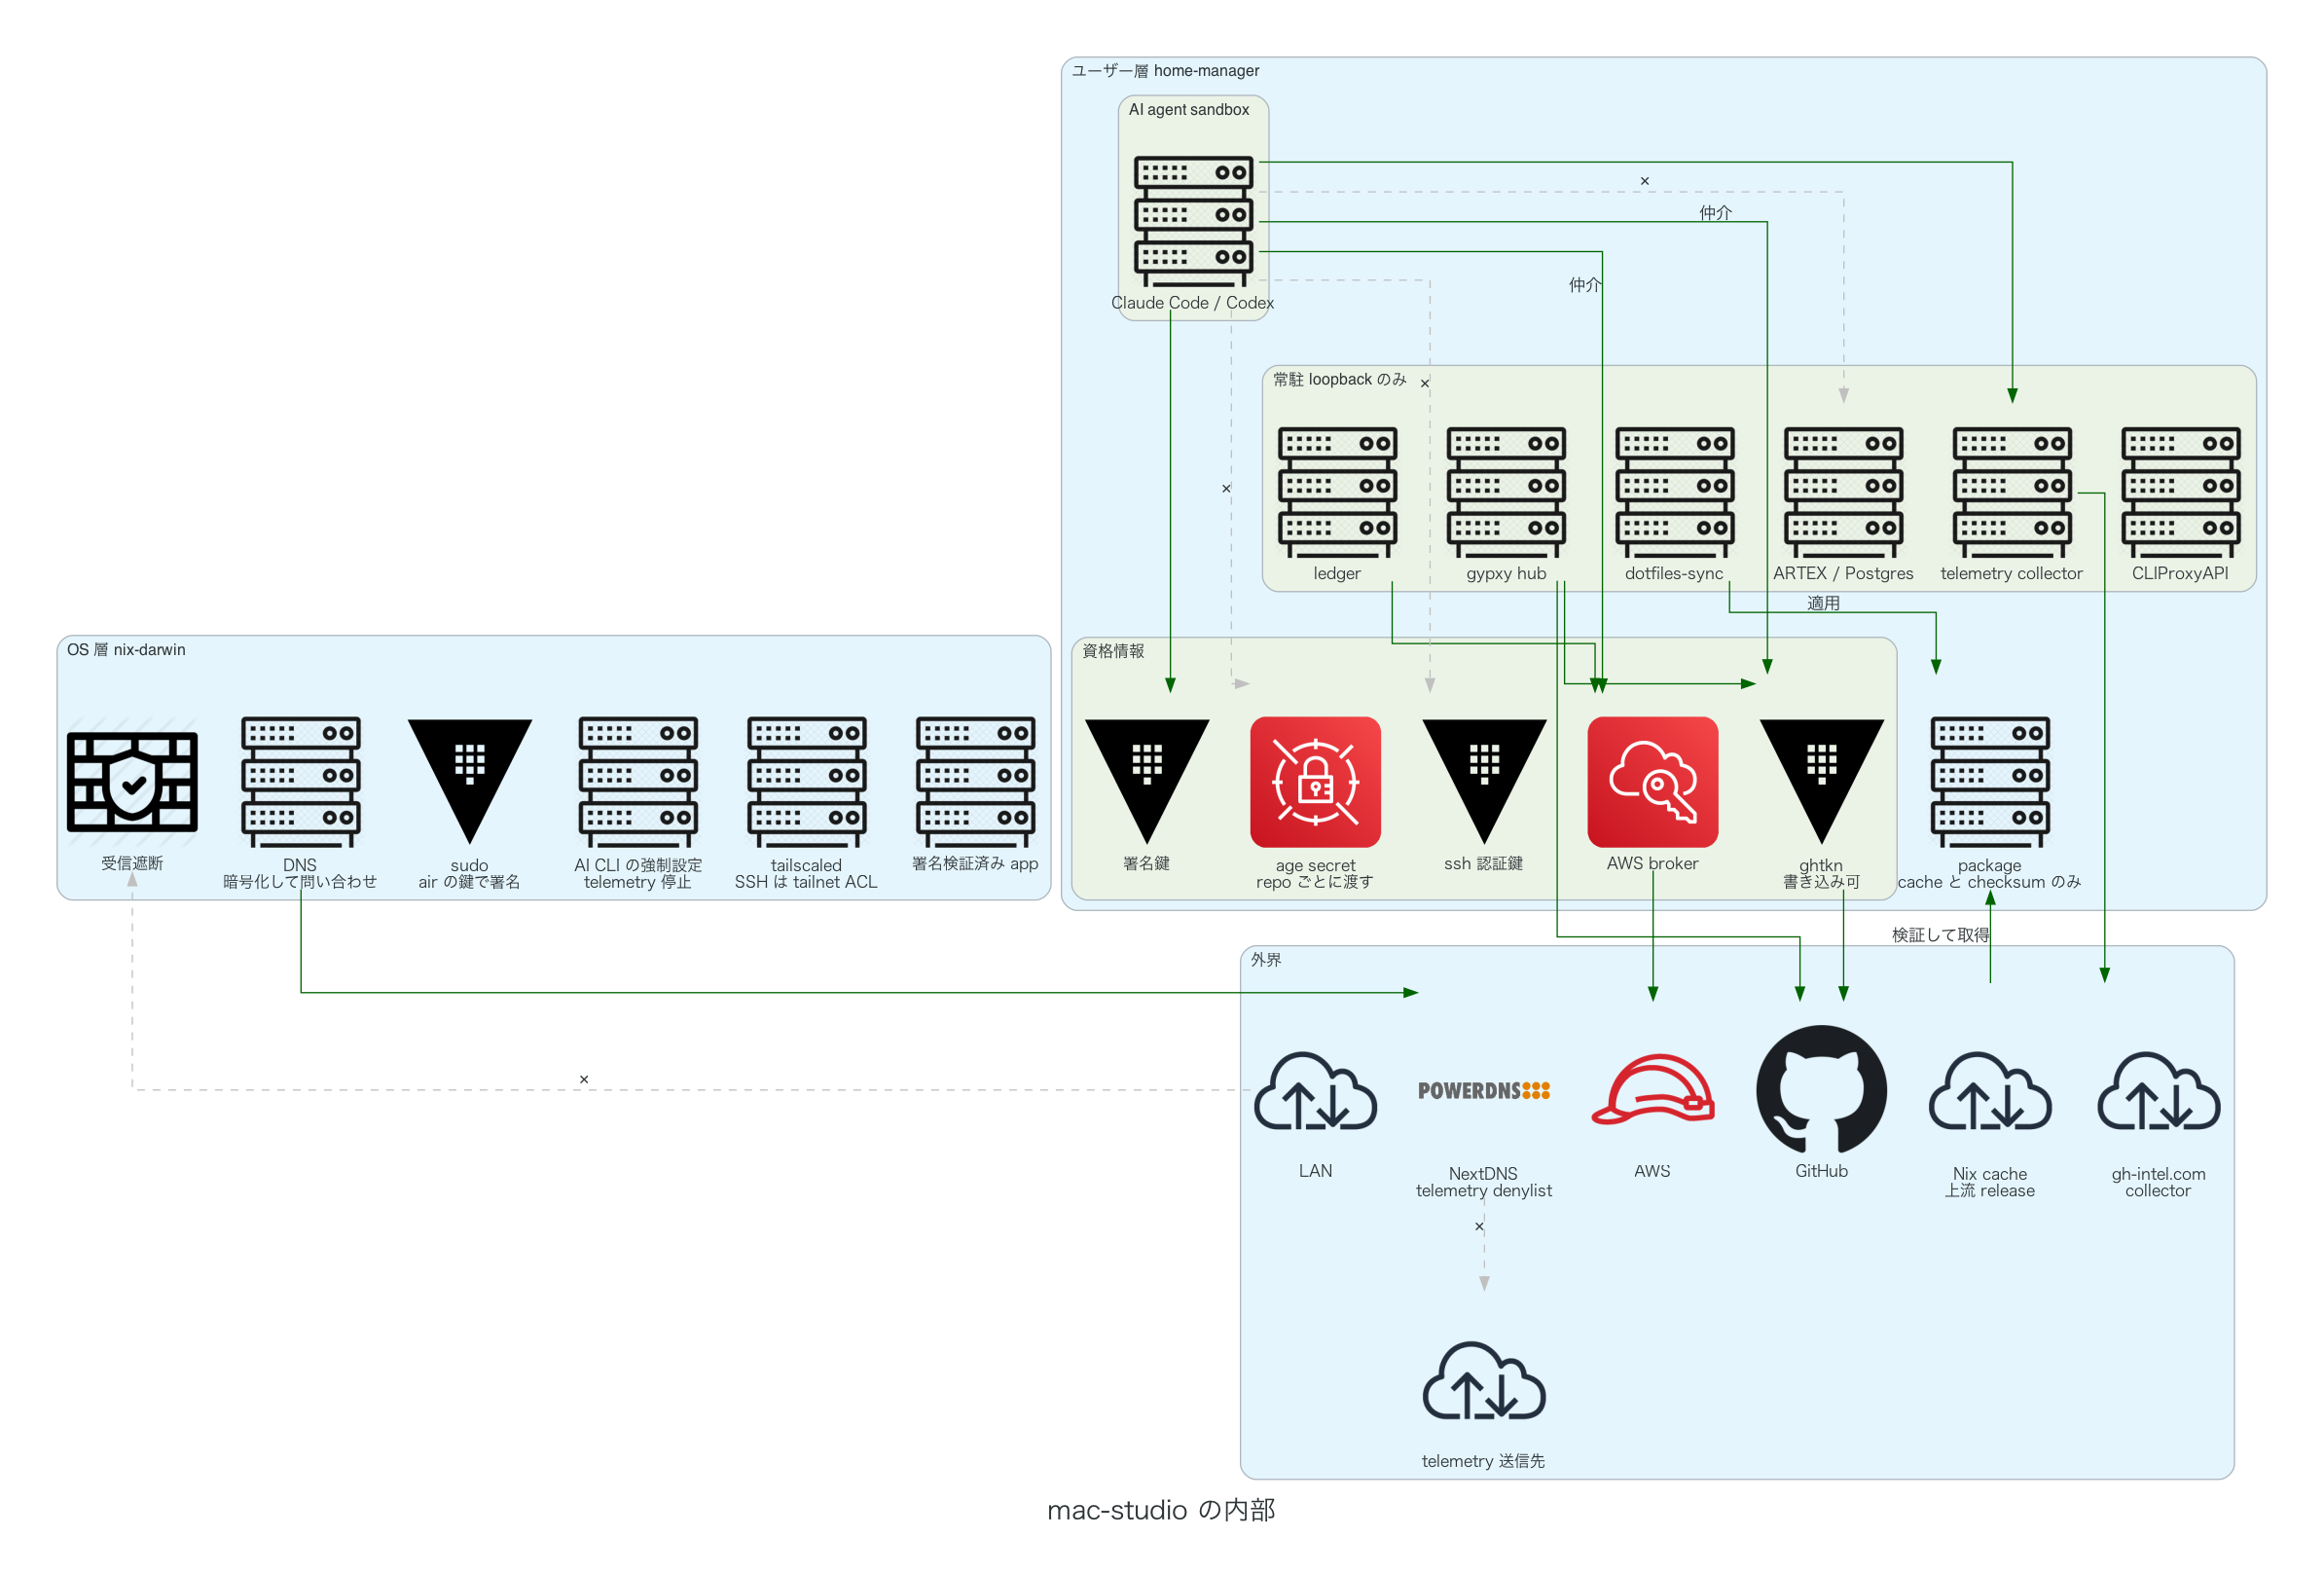 ユーザー層 home-manager
AI agent sandbox
×
仲介
仲介
Claude Code / Codex
常駐 loopback のみ
×
×
ledger
gypxy hub
dotfiles-sync
ARTEX / Postgres
telemetry collector
CLIProxyAPI
適用
OS 層 nix-darwin
資格情報
受信遮断
DNS
暗号化して問い合わせ
sudo
air の鍵で署名
AI CLI の強制設定
telemetry 停止
tailscaled
SSH は tailnet ACL
署名検証済み app
署名鍵
age secret
repo ごとに渡す
ssh 認証鍵
AWS broker
ghtkn
書き込み可
package
cache と checksum のみ
検証して取得
外界
×
POWERDNS
LAN
NextDNS
telemetry denylist
AWS
GitHub
Nix cache
上流 release
gh-intel.com
collector
×
telemetry 送信先
mac-studio の内部